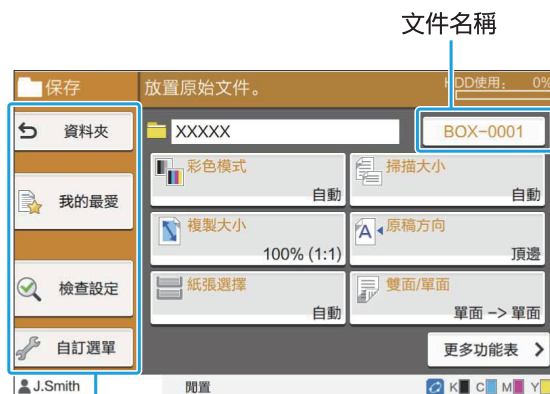 文件名稱
保存
放置原始文件。
HDD使用: 0%
資料夾
XXXXX
BOX-0001
我的最愛
彩色模式
自動
掃描大小
自動
複製大小
100% (1:1)
原稿方向
頂邊
檢查設定
紙張選擇
自動
雙面/單面
單面 -> 單面
自訂選單
更多功能表
J.Smith
閒置
K C M Y